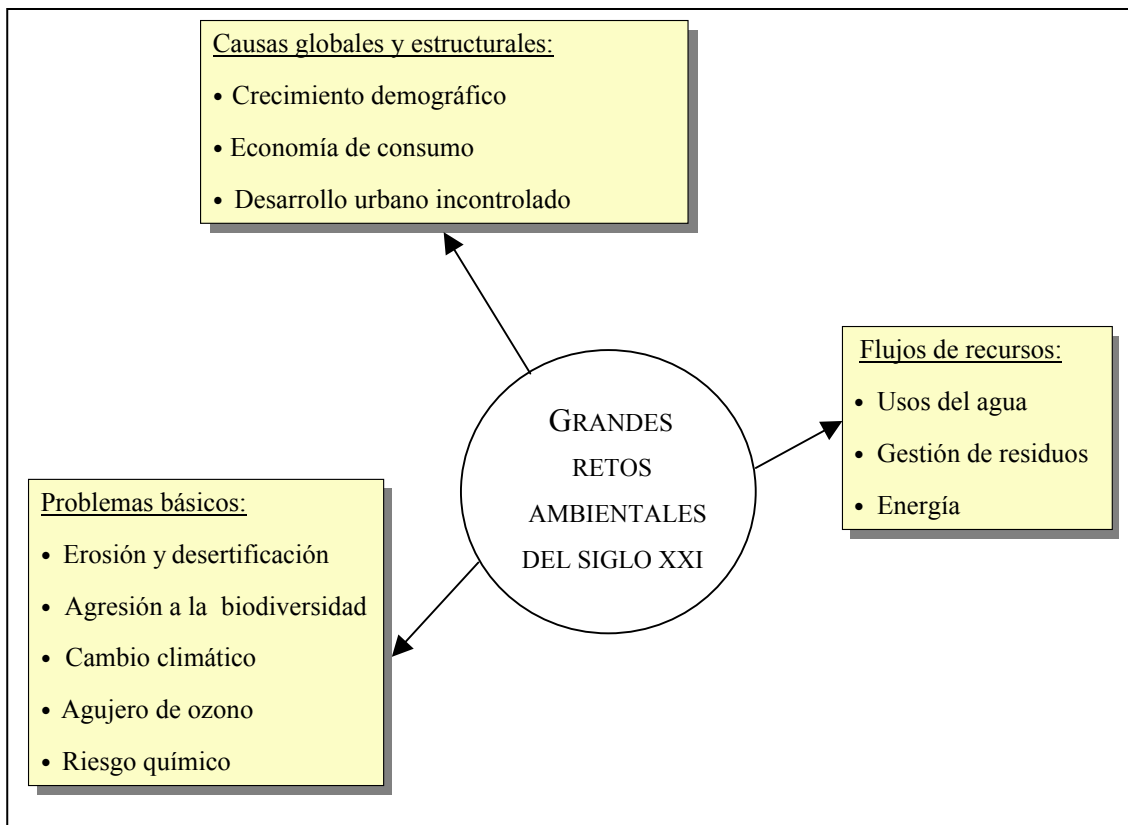 Causas globales y estructurales:
• Crecimiento demográfico
• Economía de consumo
• Desarrollo urbano incontrolado
Flujos de recursos:
• Usos del agua
• Gestión de residuos
• Energía
GRANDES
RETOS
AMBIENTALES
DEL SIGLO XXI
Problemas básicos:
• Erosión y desertificación
• Agresión a la biodiversidad
• Cambio climático
• Agujero de ozono
• Riesgo químico